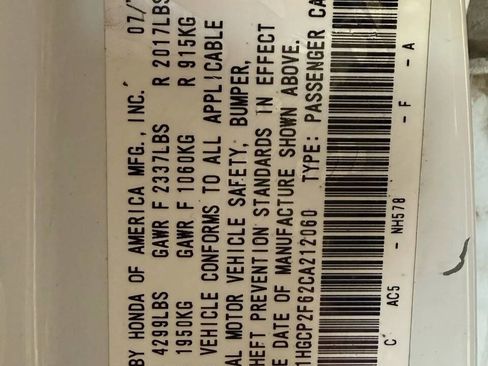 BY HONDA OF AMERICA MFG., INC. 07/
4299LBS GAWR F 2337LBS R 2017LBS
1950KG GAWR F 1060KG R 915KG
VEHICLE CONFORMS TO ALL APPLICABLE
AL MOTOR VEHICLE SAFETY, BUMPER,
HEFT PREVENTION STANDARDS IN EFFECT
E DATE OF MANUFACTURE SHOWN ABOVE.
1HGCP2F62CA212060 TYPE: PASSENGER CA
C AC5 - NH578 - F - A